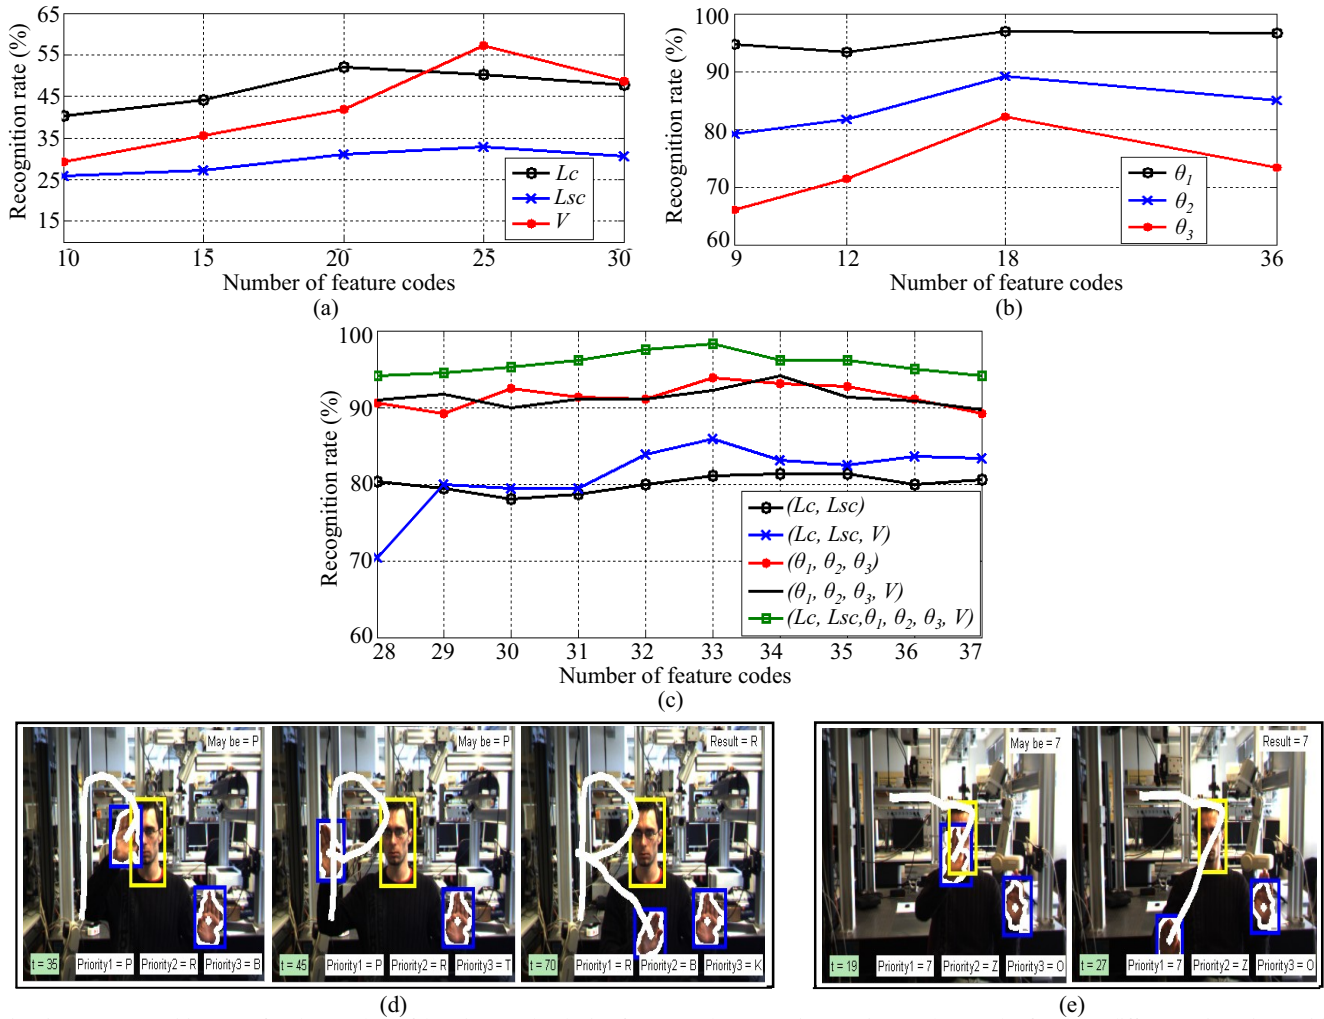 65
55
45
35
25
15
Recognition rate (%)
Lc
Lsc
V
10 15 20 25 30
Number of feature codes
(a)
100
90
80
70
60
Recognition rate (%)
θ1
θ2
θ3
9 12 18 36
Number of feature codes
(b)
100
90
80
70
60
Recognition rate (%)
(Lc, Lsc)
(Lc, Lsc, V)
(θ1, θ2, θ3)
(θ1, θ2, θ3, V)
(Lc, Lsc,θ1, θ2, θ3, V)
28 29 30 31 32 33 34 35 36 37
Number of feature codes
(c)
May be = P
t = 35 Priority1 = P Priority2 = R Priority3 = B
May be = P
t = 45 Priority1 = P Priority2 = R Priority3 = T
Result = R
t = 70 Priority1 = R Priority2 = B Priority3 = K
(d)
May be = 7
t = 19 Priority1 = 7 Priority2 = Z Priority3 = O
Result = 7
t = 27 Priority1 = 7 Priority2 = Z Priority3 = O
(e)